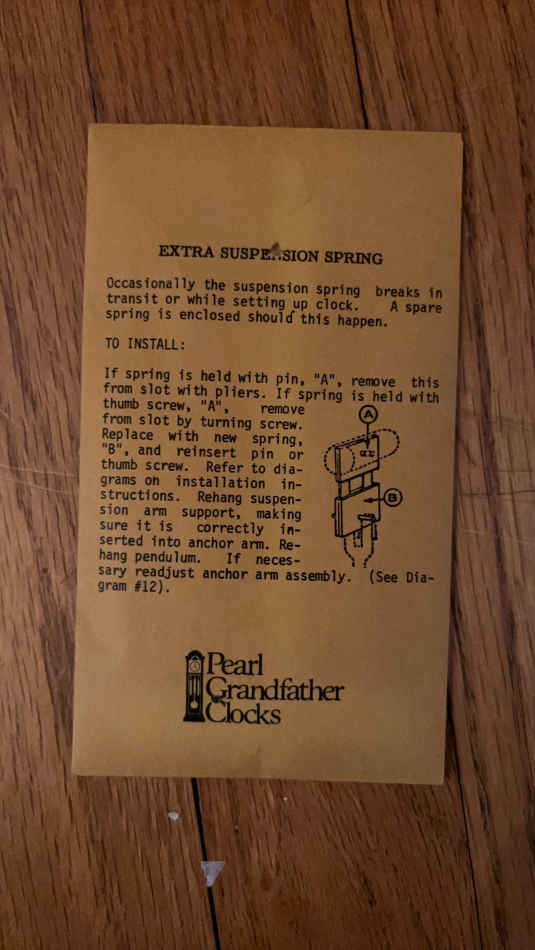 EXTRA SUSPENSION SPRING
Occasionally the suspension spring breaks in
transit or while setting up clock. A spare
spring is enclosed should this happen.
TO INSTALL:
If spring is held with pin, "A", remove this
from slot with pliers. If spring is held with
thumb screw, "A", remove
from slot by turning screw.
Replace with new spring,
"B", and reinsert pin or
thumb screw. Refer to dia-
grams on installation in-
structions. Rehang suspen-
sion arm support, making
sure it is correctly in-
serted into anchor arm. Re-
hang pendulum. If neces-
sary readjust anchor arm assembly. (See Dia-
gram #12).
A
B
Pearl
Grandfather
Clocks